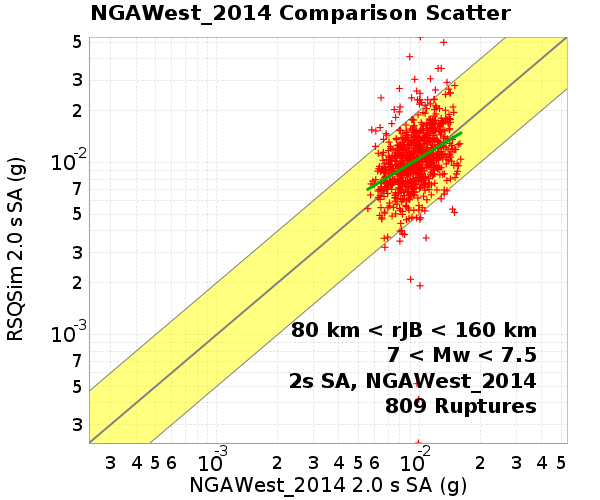 NGAWest_2014 Comparison Scatter
RSQSim 2.0 s SA (g)
5
3
2
10-2
7
5
3
2
10-3
7
5
3
80 km < rJB < 160 km
7 < Mw < 7.5
2s SA, NGAWest_2014
809 Ruptures
3 4 5 6 10-3 2 3 4 5 6 10-2 2 3 4 5
NGAWest_2014 2.0 s SA (g)